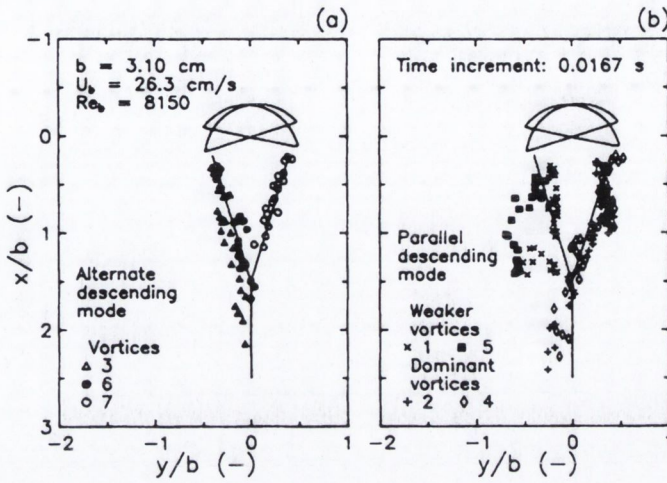 (a)
b = 3.10 cm
U_b = 26.3 cm/s
Re_b = 8150
−1
0
1
2
3
x/b (−)
Alternate
descending
mode
Vortices
△ 3
● 6
○ 7
−2
−1
0
1
y/b (−)
(b)
Time increment: 0.0167 s
Parallel
descending
mode
Weaker
vortices
× 1 ■ 5
Dominant
vortices
+ 2 ◇ 4
−2
−1
0
1
y/b (−)